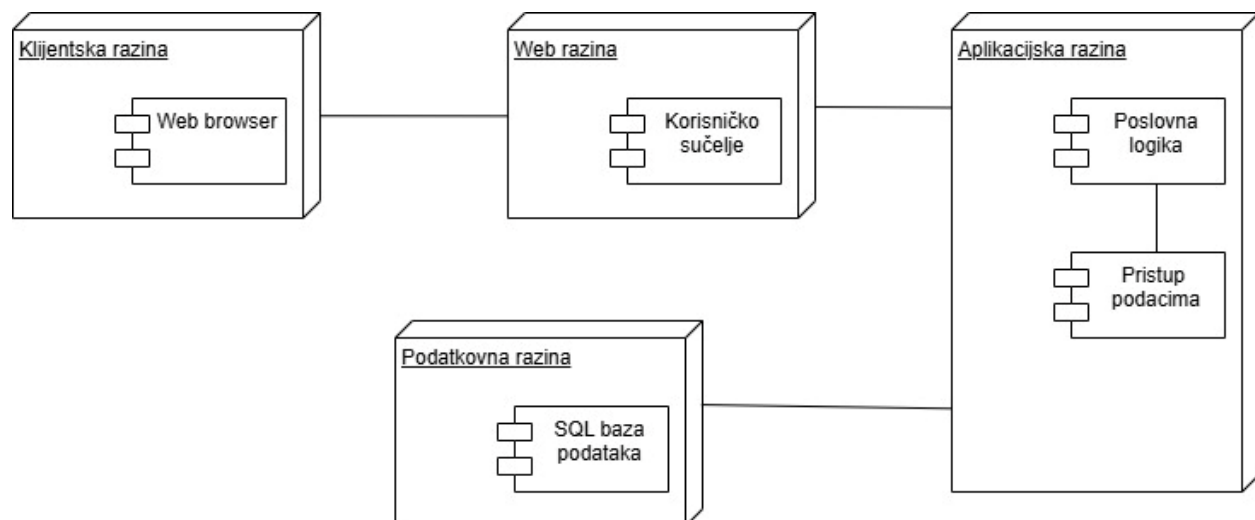 Klijentska razina
Web browser
Web razina
Korisničko
sučelje
Aplikacijska razina
Poslovna
logika
Pristup
podacima
Podatkovna razina
SQL baza
podataka